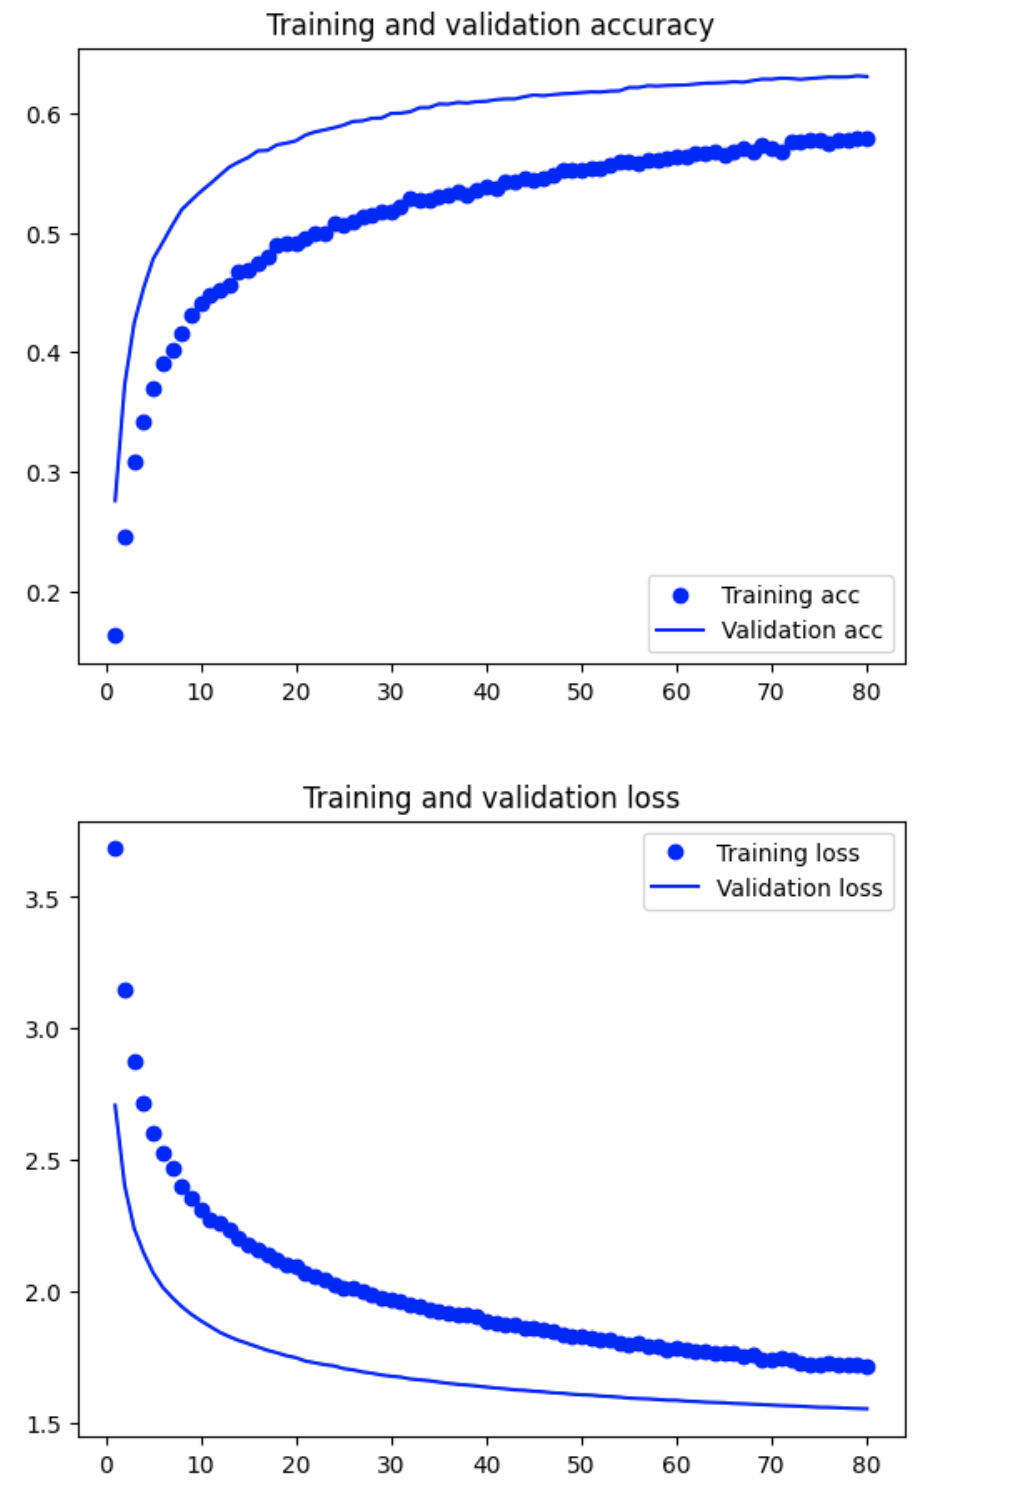 Training and validation accuracy
0.6
0.5
0.4
0.3
0.2
Training acc
Validation acc
0 10 20 30 40 50 60 70 80
Training and validation loss
Training loss
Validation loss
3.5
3.0
2.5
2.0
1.5
0 10 20 30 40 50 60 70 80